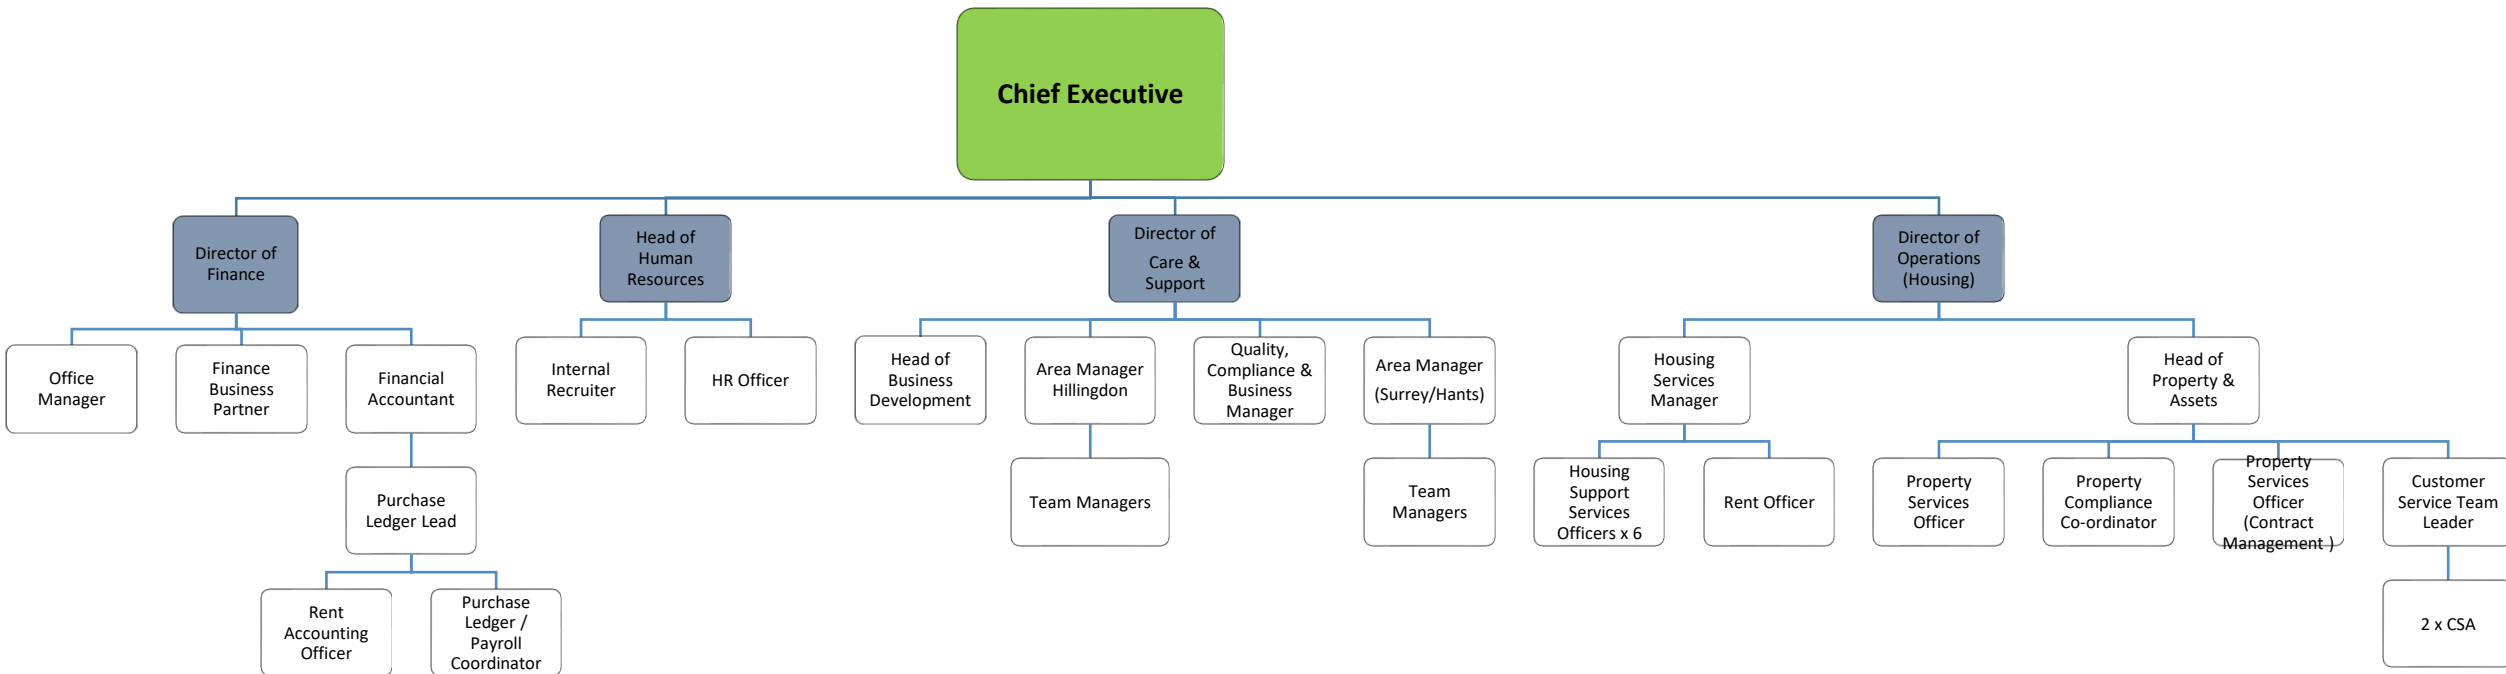 Chief Executive
Director of
Finance
Head of
Human
Resources
Director of
Care &
Support
Director of
Operations
(Housing)
Office
Manager
Finance
Business
Partner
Financial
Accountant
Internal
Recruiter
HR Officer
Head of
Business
Development
Area Manager
Hillingdon
Quality,
Compliance &
Business
Manager
Area Manager
(Surrey/Hants)
Housing
Services
Manager
Head of
Property &
Assets
Purchase
Ledger Lead
Team Managers
Team
Managers
Housing
Support
Services
Officers x 6
Rent Officer
Property
Services
Officer
Property
Compliance
Co-ordinator
Property
Services
Officer
(Contract
Management )
Customer
Service Team
Leader
Rent
Accounting
Officer
Purchase
Ledger /
Payroll
Coordinator
2 x CSA